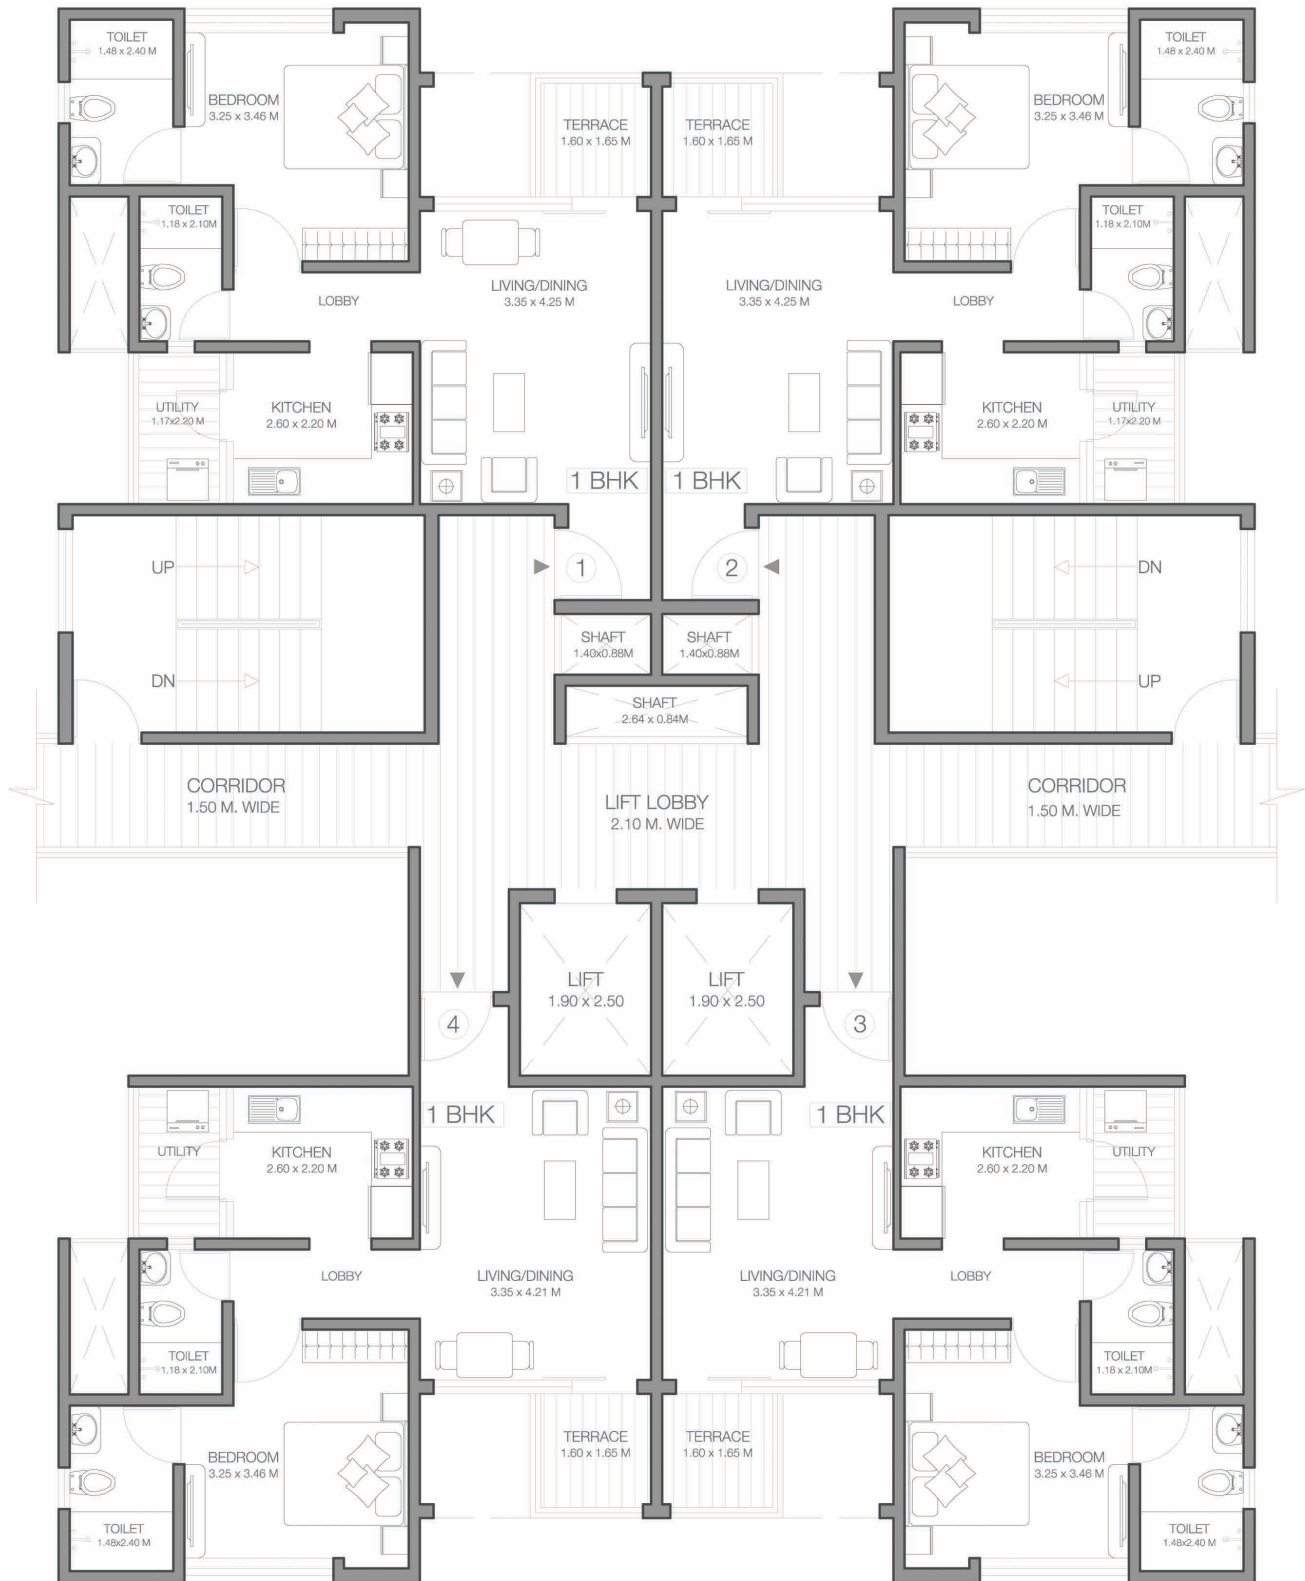 TOILET
1.48 x 2.40 M
BEDROOM
3.25 x 3.46 M
TERRACE
1.60 x 1.65 M
TERRACE
1.60 x 1.65 M
BEDROOM
3.25 x 3.46 M
TOILET
1.48 x 2.40 M
TOILET
1.18 x 2.10M
LOBBY
LIVING/DINING
3.35 x 4.25 M
LIVING/DINING
3.35 x 4.25 M
LOBBY
TOILET
1.18 x 2.10M
UTILITY
1.17x2.20 M
KITCHEN
2.60 x 2.20 M
KITCHEN
2.60 x 2.20 M
UTILITY
1.17x2.20 M
1 BHK
1 BHK
UP
1
2
DN
SHAFT
1.40x0.88M
SHAFT
1.40x0.88M
DN
UP
SHAFT
2.64 x 0.84M
CORRIDOR
1.50 M. WIDE
LIFT LOBBY
2.10 M. WIDE
CORRIDOR
1.50 M. WIDE
LIFT
1.90 x 2.50
LIFT
1.90 x 2.50
4
3
1 BHK
1 BHK
UTILITY
KITCHEN
2.60 x 2.20 M
KITCHEN
2.60 x 2.20 M
UTILITY
LOBBY
LIVING/DINING
3.35 x 4.21 M
LIVING/DINING
3.35 x 4.21 M
LOBBY
TOILET
1.18 x 2.10M
TOILET
1.18 x 2.10M
BEDROOM
3.25 x 3.46 M
TERRACE
1.60 x 1.65 M
TERRACE
1.60 x 1.65 M
BEDROOM
3.25 x 3.46 M
TOILET
1.48x2.40 M
TOILET
1.48x2.40 M